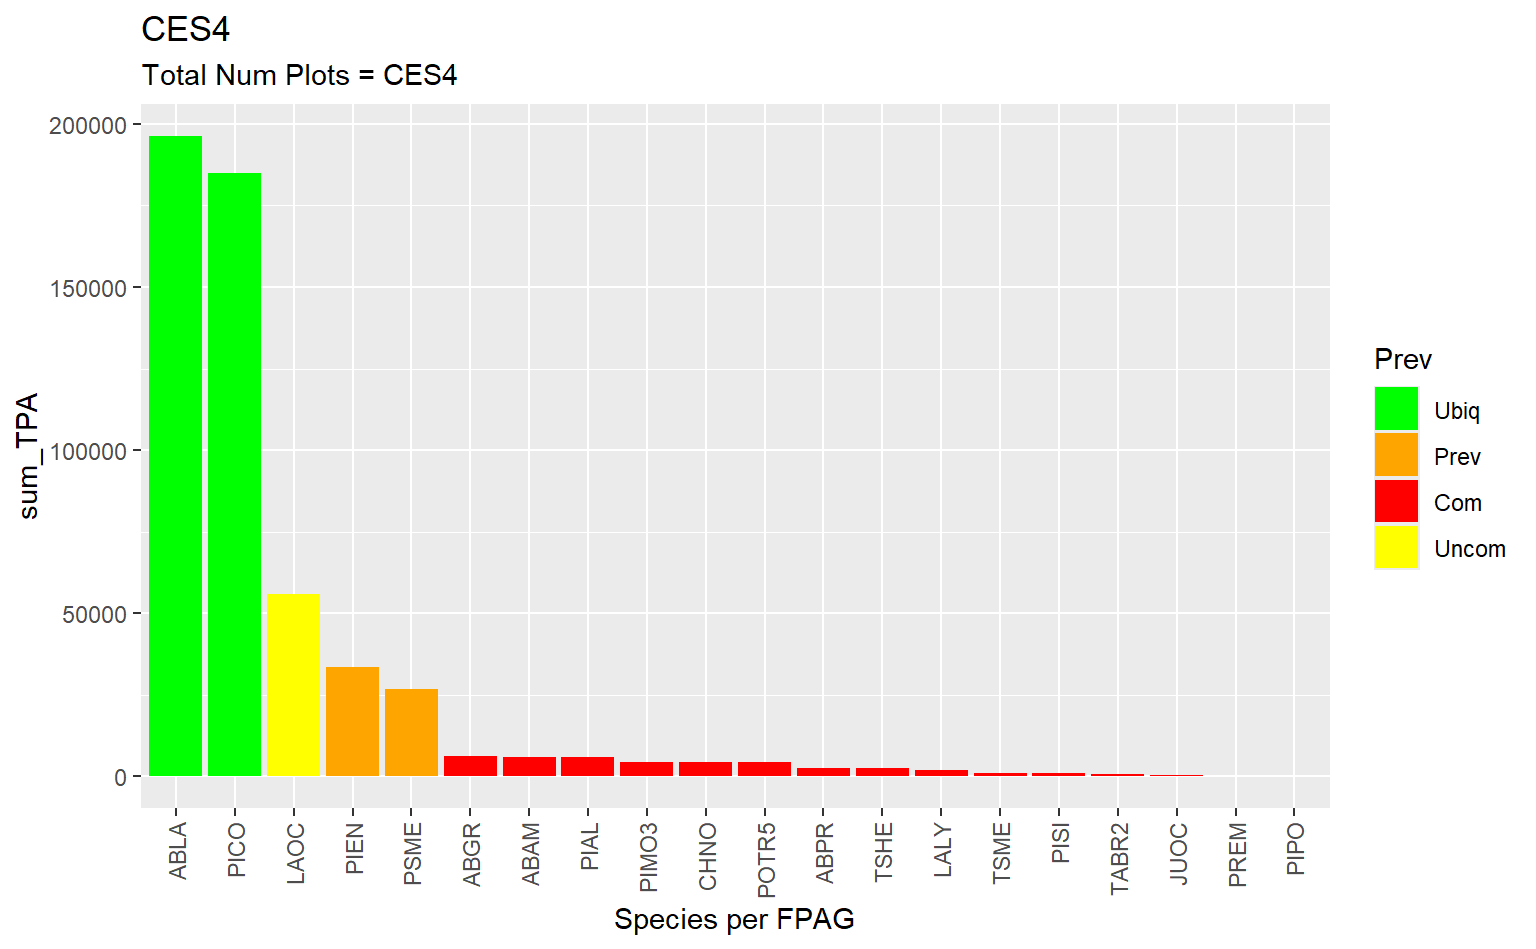 CES4
Total Num Plots = CES4
200000
150000
100000
50000
0
sum_TPA
ABLA
PICO
LAOC
PIEN
PSME
ABGR
ABAM
PIAL
PIMO3
CHNO
POTR5
ABPR
TSHE
LALY
TSME
PISI
TABR2
JUOC
PREM
PIPO
Species per FPAG
Prev
Ubiq
Prev
Com
Uncom